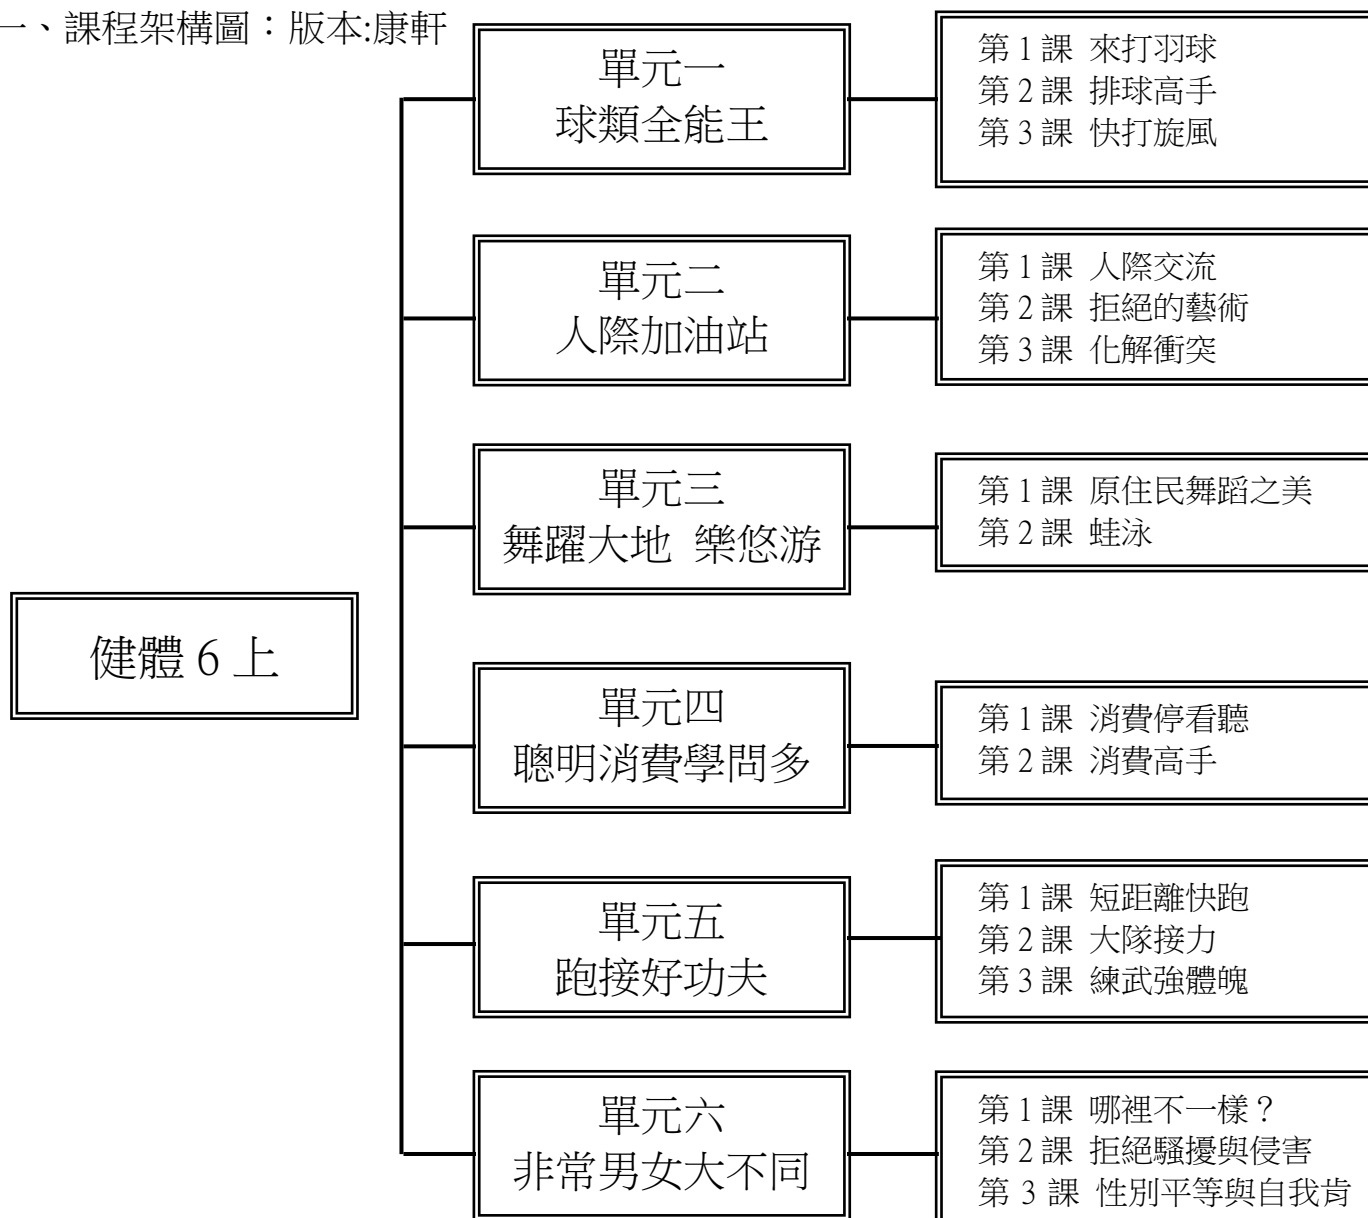 一、課程架構圖：版本:康軒
單元一
球類全能王
第 1 課 來打羽球
第 2 課 排球高手
第 3 課 快打旋風
單元二
人際加油站
第 1 課 人際交流
第 2 課 拒絕的藝術
第 3 課 化解衝突
單元三
舞躍大地 樂悠游
第 1 課 原住民舞蹈之美
第 2 課 蛙泳
健體 6 上
單元四
聰明消費學問多
第 1 課 消費停看聽
第 2 課 消費高手
單元五
跑接好功夫
第 1 課 短距離快跑
第 2 課 大隊接力
第 3 課 練武強體魄
單元六
非常男女大不同
第 1 課 哪裡不一樣？
第 2 課 拒絕騷擾與侵害
第 3 課 性別平等與自我肯